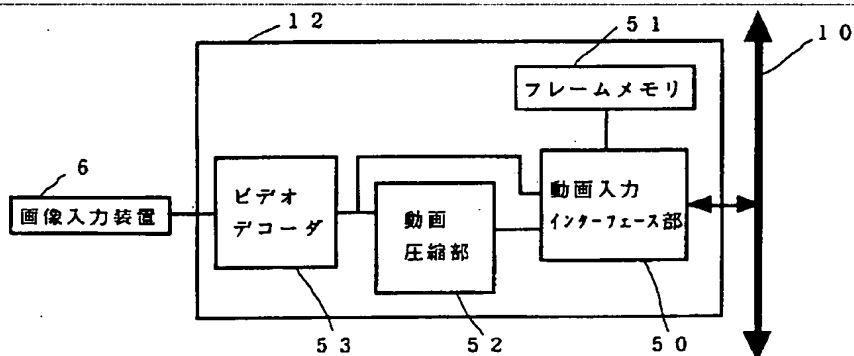 １２
５１
１０
フレームメモリ
６
画像入力装置
ビデオ
デコーダ
動画
圧縮部
動画入力
インターフェース部
５３
５２
５０